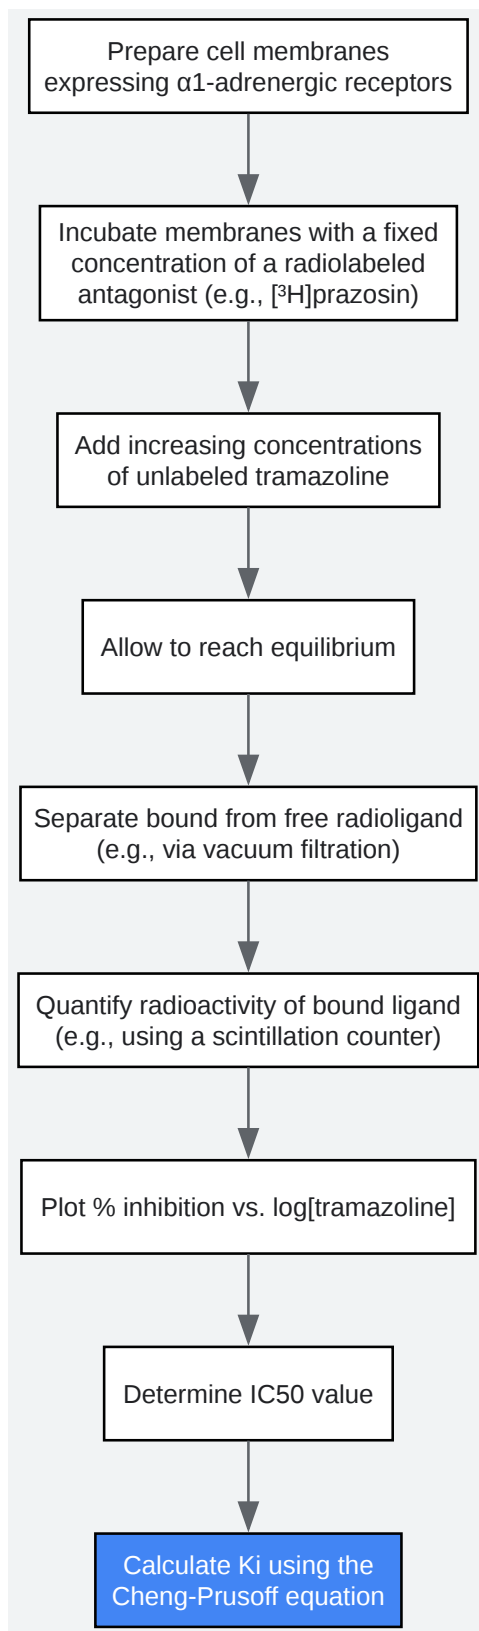 Prepare cell membranes
expressing α1-adrenergic receptors
Incubate membranes with a fixed
concentration of a radiolabeled
antagonist (e.g., [³H]prazosin)
Add increasing concentrations
of unlabeled tramazoline
Allow to reach equilibrium
Separate bound from free radioligand
(e.g., via vacuum filtration)
Quantify radioactivity of bound ligand
(e.g., using a scintillation counter)
Plot % inhibition vs. log[tramazoline]
Determine IC50 value
Calculate Ki using the
Cheng-Prusoff equation